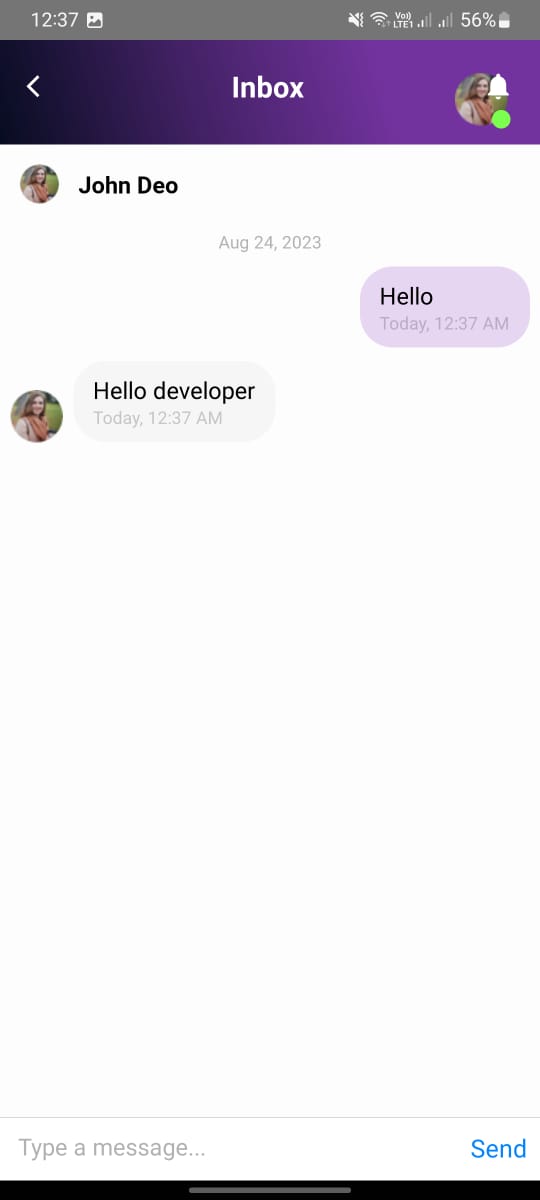 12:37
Vo)) LTE1 56%
Inbox
John Deo
Aug 24, 2023
Hello
Today, 12:37 AM
Hello developer
Today, 12:37 AM
Type a message... Send